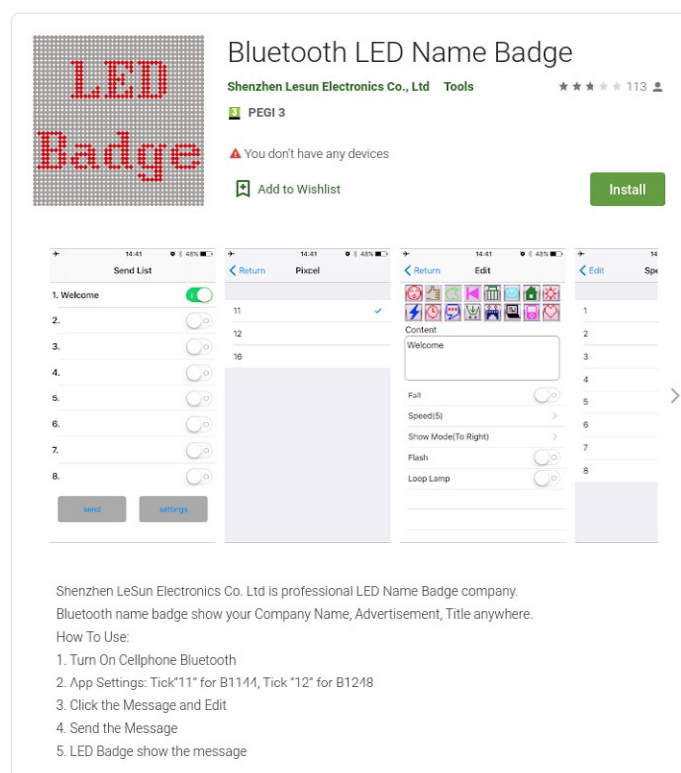 LED
Badge
Bluetooth LED Name Badge
Shenzhen Lesun Electronics Co., Ltd Tools 113
3 PEGI 3
You don't have any devices
Add to Wishlist
Install
14:41 48%
Send List
1. Welcome
2.
3.
4.
5.
6.
7.
8.
send settings
14:41 48%
Return Pixcel
11
12
16
14:41 48%
Return Edit
Content
Welcome
Fall
Speed(5)
Show Mode(To Right)
Flash
Loop Lamp
14
Edit Spe
1
2
3
4
5
6
7
8
Shenzhen LeSun Electronics Co. Ltd is professional LED Name Badge company.
Bluetooth name badge show your Company Name, Advertisement, Title anywhere.
How To Use:
1. Turn On Cellphone Bluetooth
2. App Settings: Tick"11" for B1144, Tick "12" for B1248
3. Click the Message and Edit
4. Send the Message
5. LED Badge show the message